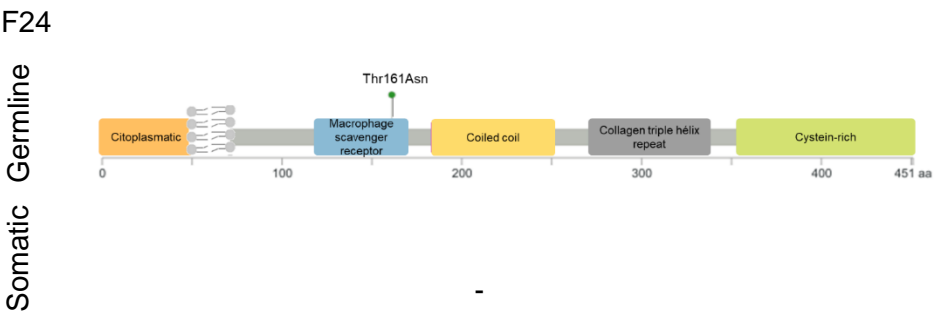 F24
Germline
Thr161Asn
Citoplasmatic
Macrophage
scavenger
receptor
Coiled coil
Collagen triple hélix
repeat
Cystein-rich
0 100 200 300 400 451 aa
Somatic
-